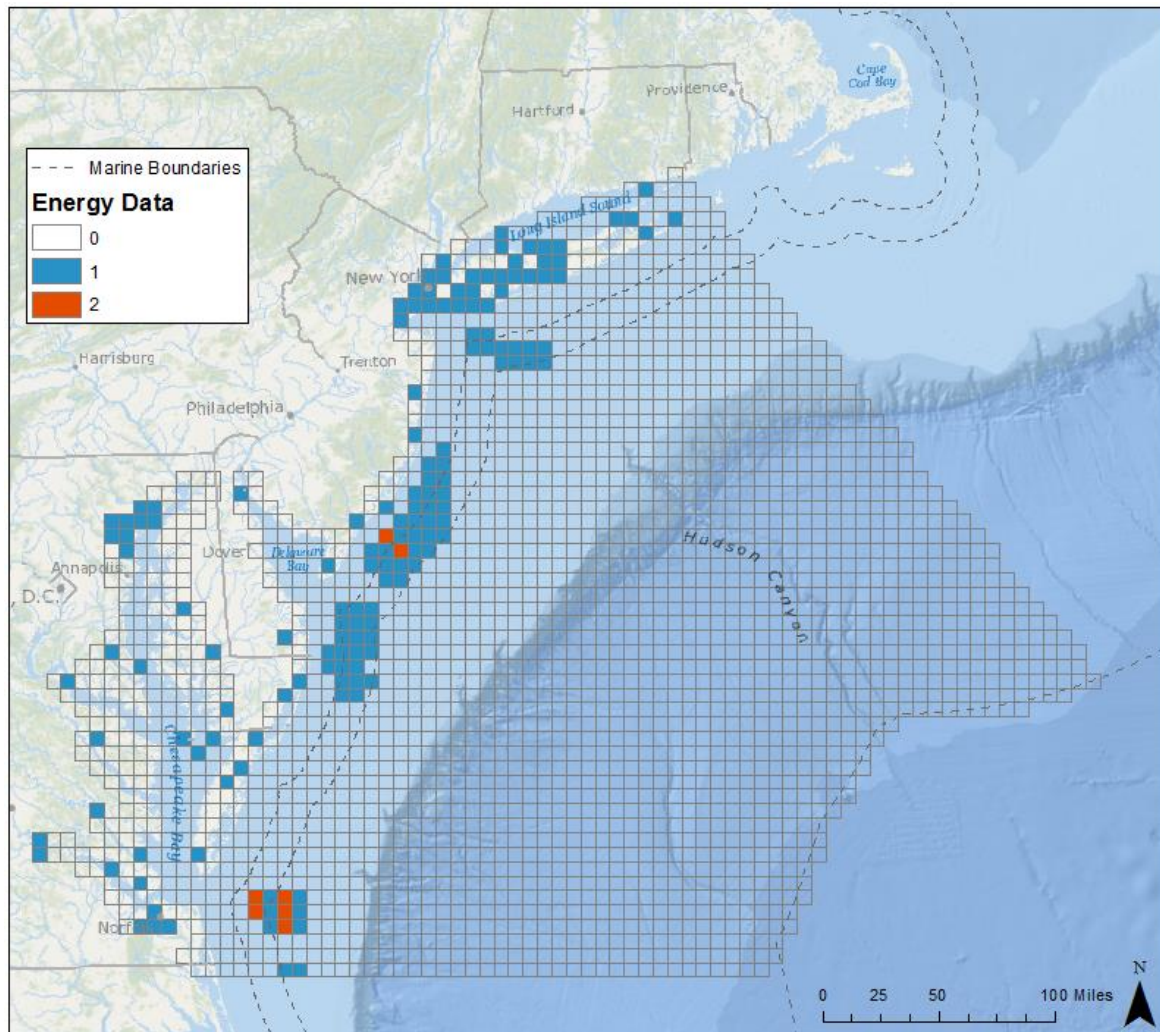 Cape
Cod Bay
Providence
Hartford
Marine Boundaries
Energy Data
0
1
2
Long Island Sound
New York
Harrisburg
Trenton
Philadelphia
Dover
Delaware
Bay
Hudson Canyon
Annapolis
D.C.
Chesapeake Bay
Norfolk
N
0 25 50 100 Miles